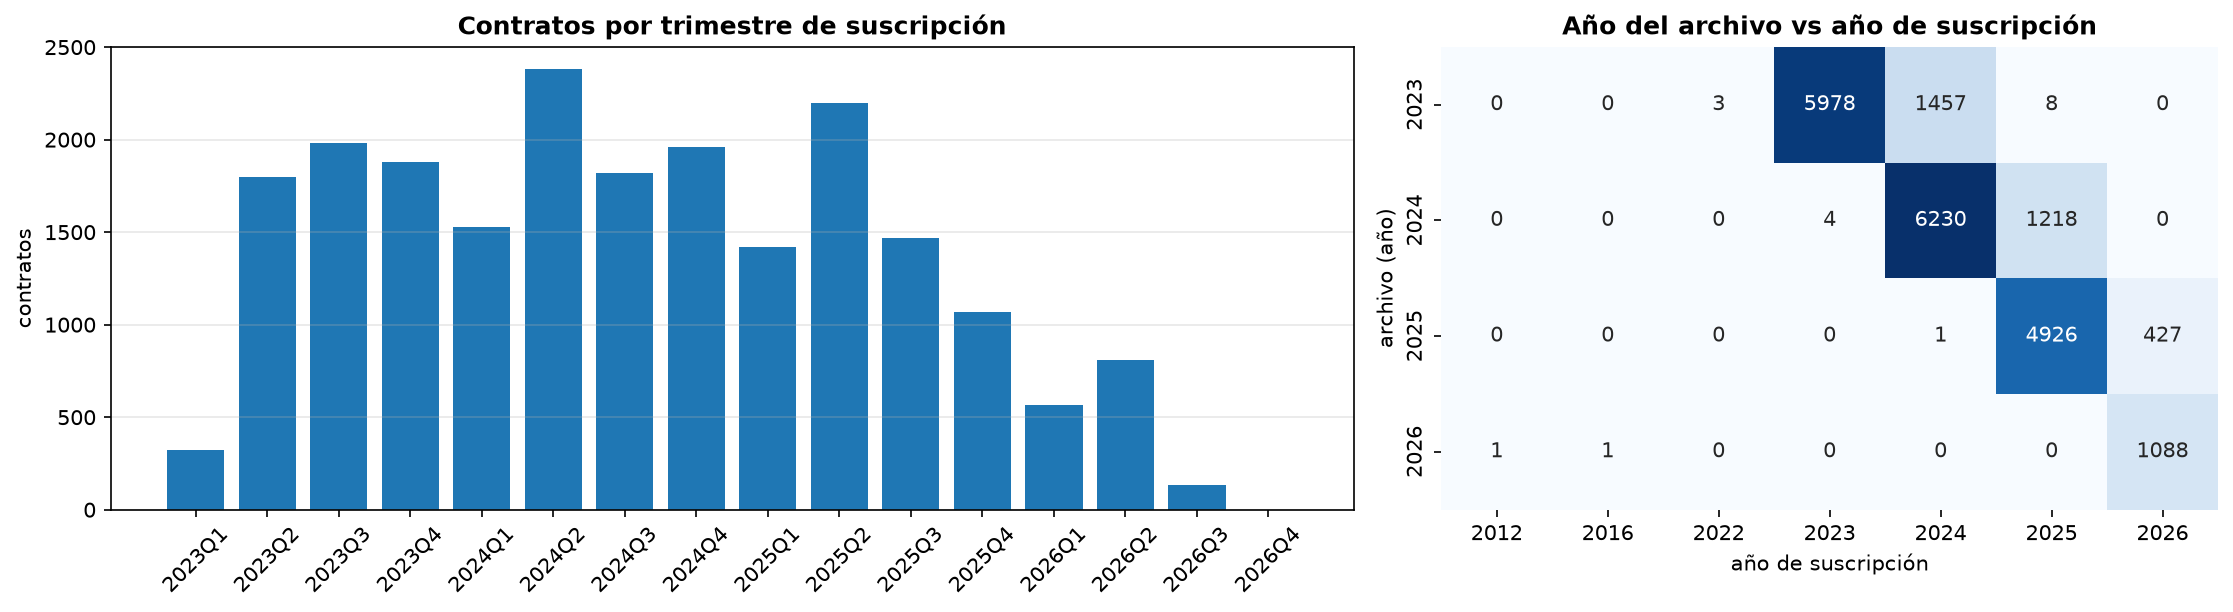 Contratos por trimestre de suscripción
contratos
2500
2000
1500
1000
500
0
2023Q1 2023Q2 2023Q3 2023Q4 2024Q1 2024Q2 2024Q3 2024Q4 2025Q1 2025Q2 2025Q3 2025Q4 2026Q1 2026Q2 2026Q3 2026Q4
Año del archivo vs año de suscripción
archivo (año)
2023 0 0 3 5978 1457 8 0
2024 0 0 0 4 6230 1218 0
2025 0 0 0 0 1 4926 427
2026 1 1 0 0 0 0 1088
2012 2016 2022 2023 2024 2025 2026
año de suscripción